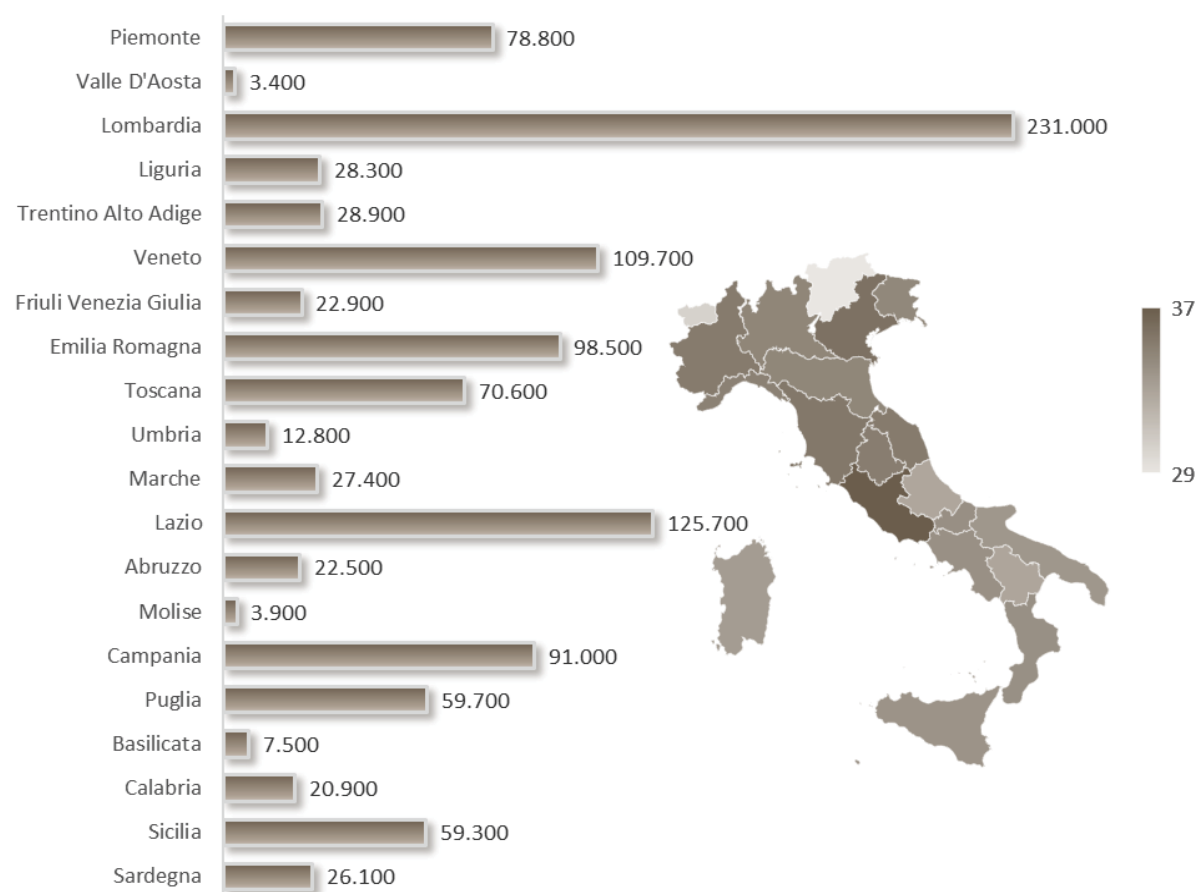 Piemonte 78.800
Valle D'Aosta 3.400
Lombardia 231.000
Liguria 28.300
Trentino Alto Adige 28.900
Veneto 109.700
Friuli Venezia Giulia 22.900
Emilia Romagna 98.500
Toscana 70.600
Umbria 12.800
Marche 27.400
Lazio 125.700
Abruzzo 22.500
Molise 3.900
Campania 91.000
Puglia 59.700
Basilicata 7.500
Calabria 20.900
Sicilia 59.300
Sardegna 26.100
37
29